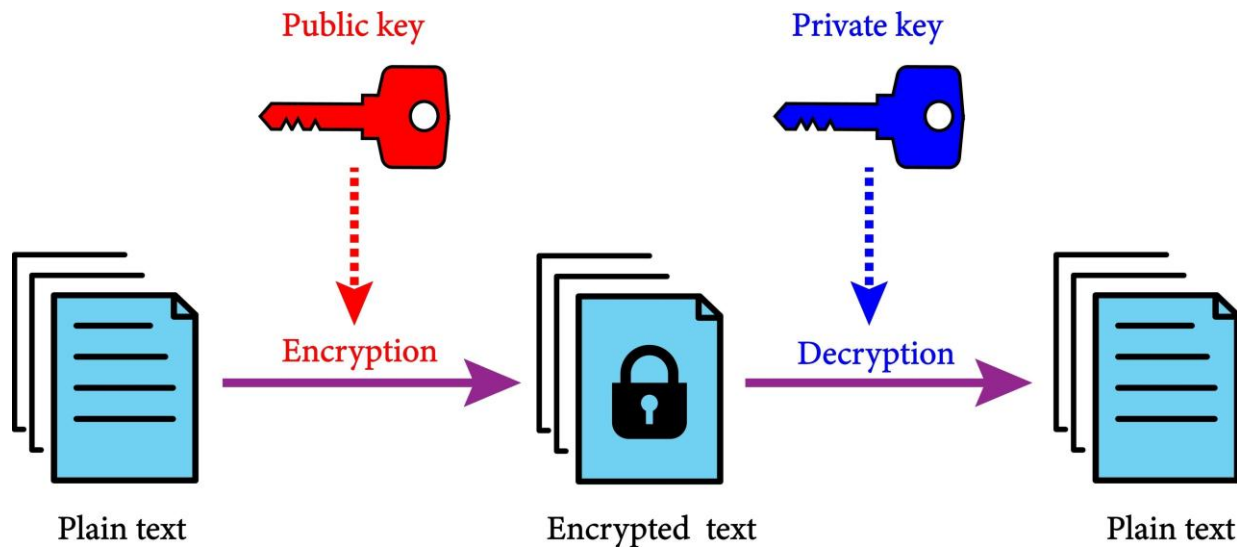 Public key
Private key
Encryption
Decryption
Plain text
Encrypted text
Plain text